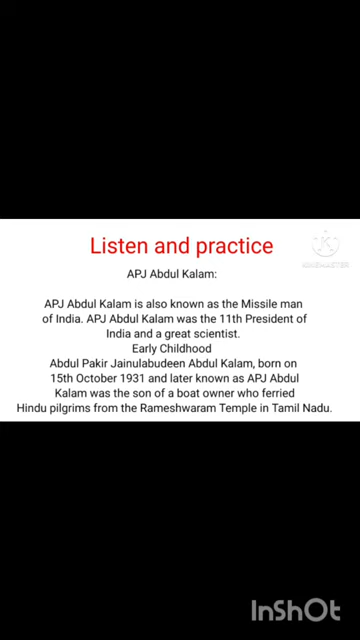 Listen and practice
KINEMASTER
APJ Abdul Kalam:
APJ Abdul Kalam is also known as the Missile man
of India. APJ Abdul Kalam was the 11th President of
India and a great scientist.
Early Childhood
Abdul Pakir Jainulabudeen Abdul Kalam, born on
15th October 1931 and later known as APJ Abdul
Kalam was the son of a boat owner who ferried
Hindu pilgrims from the Rameshwaram Temple in Tamil Nadu.
InShOt